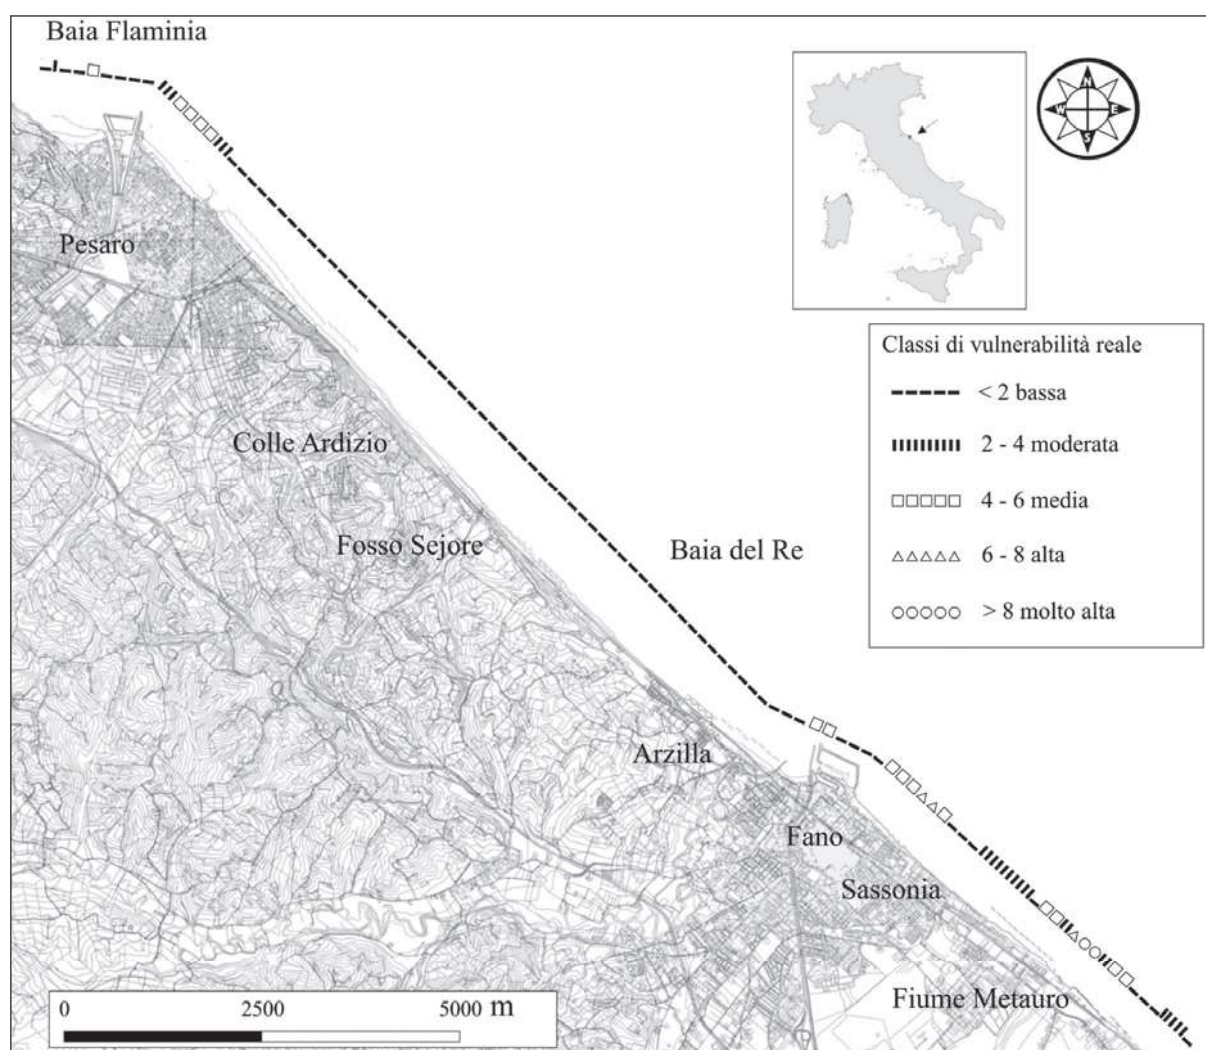 Baia Flaminia
N
W
E
S
Pesaro
Classi di vulnerabilità reale
< 2 bassa
2 - 4 moderata
4 - 6 media
6 - 8 alta
> 8 molto alta
Colle Ardizio
Fosso Sejore
Baia del Re
Arzilla
Fano
Sassonia
Fiume Metauro
0 2500 5000 m